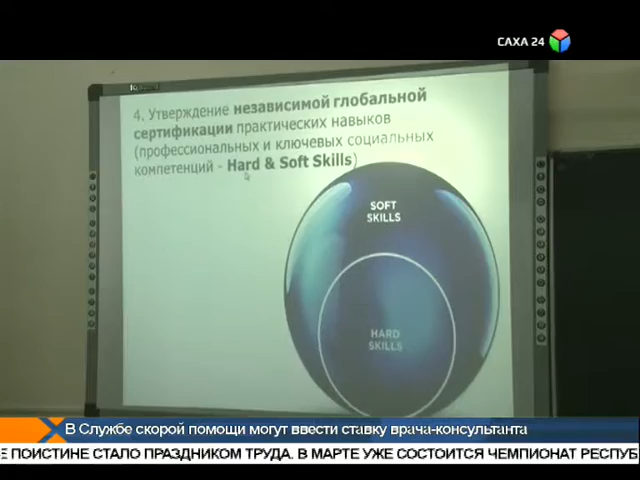 САХА 24
4. Утверждение независимой глобальной
сертификации практических навыков
(профессиональных и ключевых социальных
компетенций - Hard & Soft Skills)
SOFT
SKILLS
HARD
SKILLS
В Службе скорой помощи могут ввести ставку врача-консультанта
Е ПОИСТИНЕ СТАЛО ПРАЗДНИКОМ ТРУДА. В МАРТЕ УЖЕ СОСТОИТСЯ ЧЕМПИОНАТ РЕСПУБ